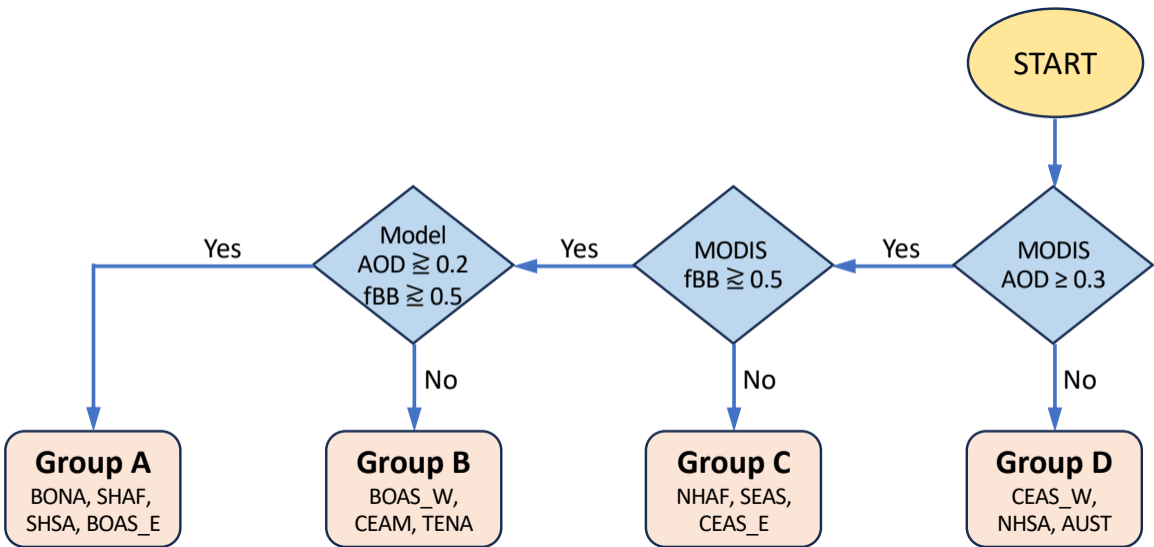 START
MODIS
AOD ≥ 0.3
Yes
No
MODIS
fBB ⪆ 0.5
Yes
No
Model
AOD ⪆ 0.2
fBB ⪆ 0.5
Yes
No
Group A
BONA, SHAF,
SHSA, BOAS_E
Group B
BOAS_W,
CEAM, TENA
Group C
NHAF, SEAS,
CEAS_E
Group D
CEAS_W,
NHSA, AUST